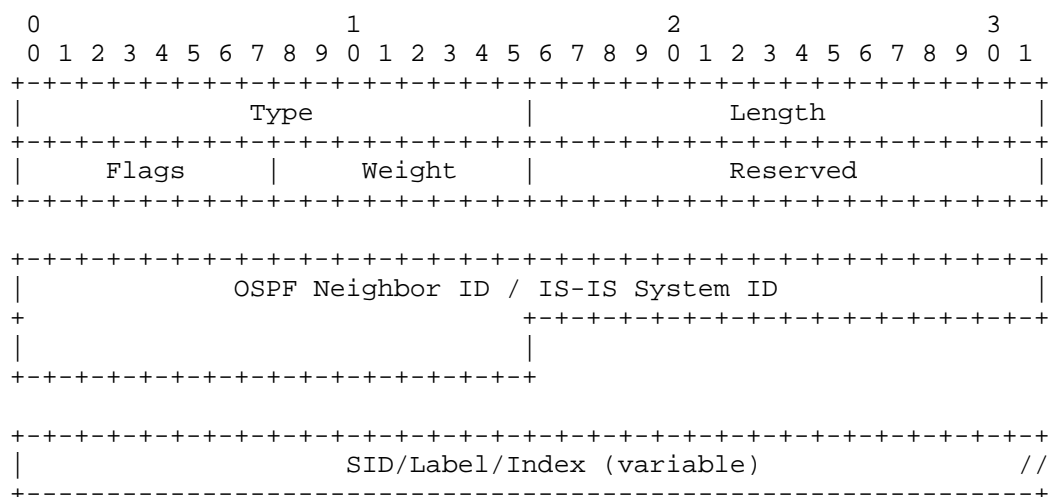 0                   1                   2                   3
 0 1 2 3 4 5 6 7 8 9 0 1 2 3 4 5 6 7 8 9 0 1 2 3 4 5 6 7 8 9 0 1
+-+-+-+-+-+-+-+-+-+-+-+-+-+-+-+-+-+-+-+-+-+-+-+-+-+-+-+-+-+-+-+-+
|              Type             |            Length             |
+-+-+-+-+-+-+-+-+-+-+-+-+-+-+-+-+-+-+-+-+-+-+-+-+-+-+-+-+-+-+-+-+
|     Flags     |     Weight    |            Reserved           |
+-+-+-+-+-+-+-+-+-+-+-+-+-+-+-+-+-+-+-+-+-+-+-+-+-+-+-+-+-+-+-+-+
+-+-+-+-+-+-+-+-+-+-+-+-+-+-+-+-+-+-+-+-+-+-+-+-+-+-+-+-+-+-+-+-+
|             OSPF Neighbor ID / IS-IS System ID                |
+                               +-+-+-+-+-+-+-+-+-+-+-+-+-+-+-+-+
|                               |
+-+-+-+-+-+-+-+-+-+-+-+-+-+-+-+-+
+-+-+-+-+-+-+-+-+-+-+-+-+-+-+-+-+-+-+-+-+-+-+-+-+-+-+-+-+-+-+-+-+
|                    SID/Label/Index (variable)                //
+---------------------------------------------------------------+